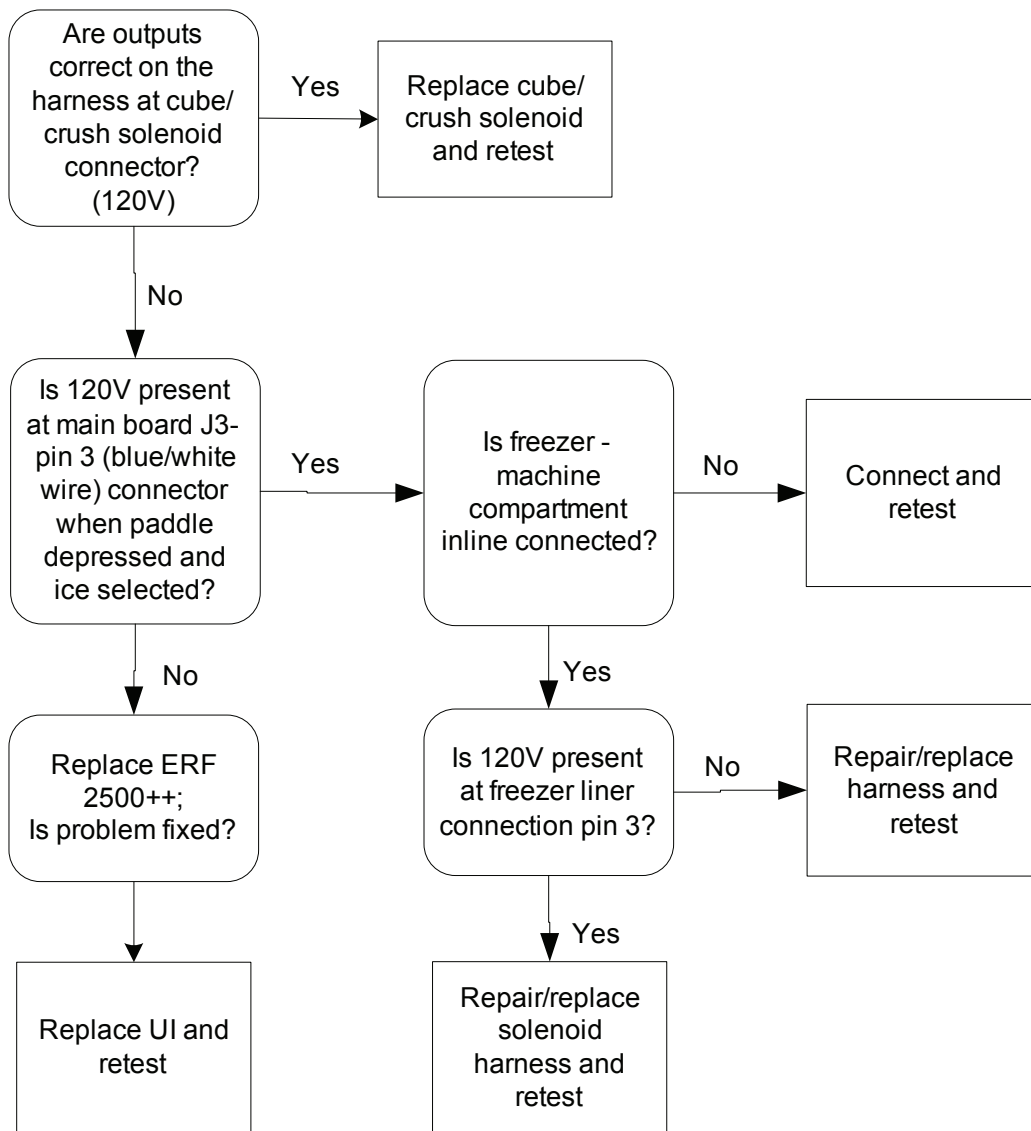 Are outputs
correct on the
harness at cube/
crush solenoid
connector?
(120V)
Yes
Replace cube/
crush solenoid
and retest
No
Is 120V present
at main board J3-
pin 3 (blue/white
wire) connector
when paddle
depressed and
ice selected?
Yes
Is freezer -
machine
compartment
inline connected?
No
Connect and
retest
No
Yes
Replace ERF
2500++;
Is problem fixed?
Is 120V present
at freezer liner
connection pin 3?
No
Repair/replace
harness and
retest
Yes
Replace UI and
retest
Repair/replace
solenoid
harness and
retest